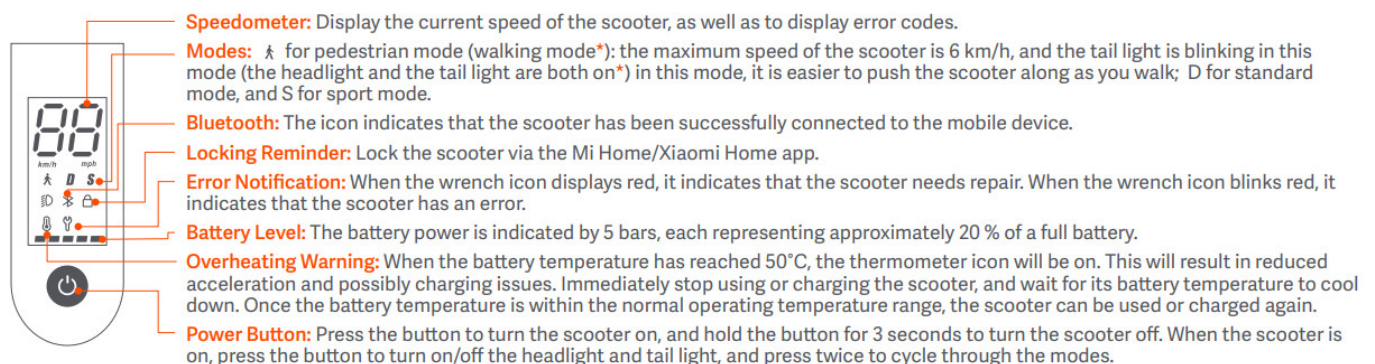 Speedometer: Display the current speed of the scooter, as well as to display error codes.
Modes: for pedestrian mode (walking mode*): the maximum speed of the scooter is 6 km/h, and the tail light is blinking in this
mode (the headlight and the tail light are both on*) in this mode, it is easier to push the scooter along as you walk; D for standard
mode, and S for sport mode.
88
km/h mph
D S
Bluetooth: The icon indicates that the scooter has been successfully connected to the mobile device.
Locking Reminder: Lock the scooter via the Mi Home/Xiaomi Home app.
Error Notification: When the wrench icon displays red, it indicates that the scooter needs repair. When the wrench icon blinks red, it
indicates that the scooter has an error.
Battery Level: The battery power is indicated by 5 bars, each representing approximately 20 % of a full battery.
Overheating Warning: When the battery temperature has reached 50°C, the thermometer icon will be on. This will result in reduced
acceleration and possibly charging issues. Immediately stop using or charging the scooter, and wait for its battery temperature to cool
down. Once the battery temperature is within the normal operating temperature range, the scooter can be used or charged again.
Power Button: Press the button to turn the scooter on, and hold the button for 3 seconds to turn the scooter off. When the scooter is
on, press the button to turn on/off the headlight and tail light, and press twice to cycle through the modes.